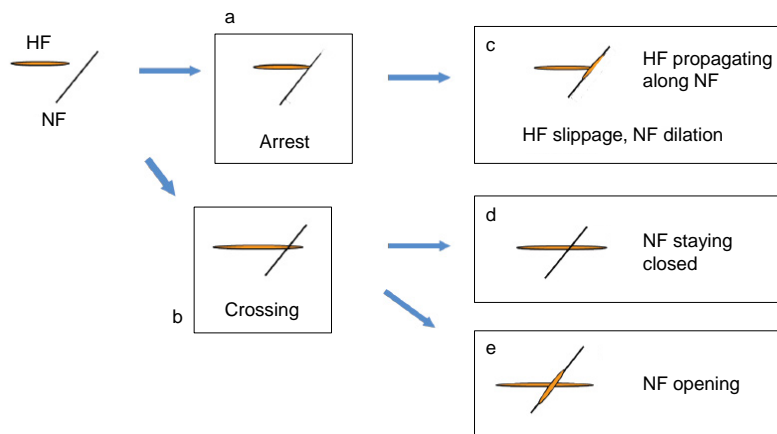 HF
NF
a
Arrest
b
Crossing
c
HF propagating
along NF
HF slippage, NF dilation
d
NF staying
closed
e
NF opening